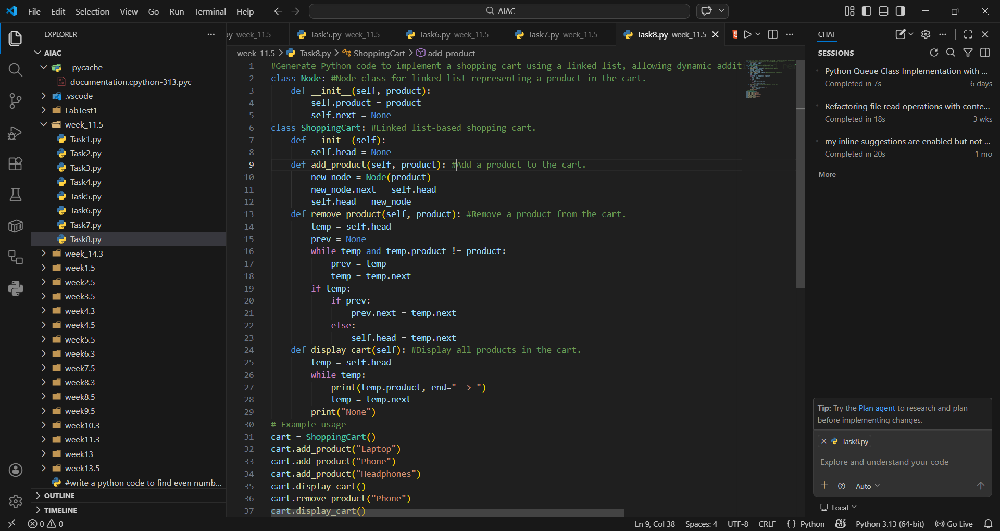 File Edit Selection View Go Run Terminal Help
AIAC
EXPLORER
AIAC
__pycache__
documentation.cpython-313.pyc
.vscode
LabTest1
week_11.5
Task1.py
Task2.py
Task3.py
Task4.py
Task5.py
Task6.py
Task7.py
Task8.py
week_14.3
week1.5
week2.5
week3.5
week4.3
week4.5
week5.5
week6.3
week7.5
week8.3
week8.5
week9.5
week10.3
week11.3
week13
week13.5
#write a python code to find even numb...
OUTLINE
TIMELINE
py week_11.5
Task5.py week_11.5
Task6.py week_11.5
Task7.py week_11.5
Task8.py week_11.5
week_11.5 > Task8.py > ShoppingCart > add_product
1 #Generate Python code to implement a shopping cart using a linked list, allowing dynamic addit
2 class Node: #Node class for linked list representing a product in the cart.
3     def __init__(self, product):
4         self.product = product
5         self.next = None
6 class ShoppingCart: #Linked list-based shopping cart.
7     def __init__(self):
8         self.head = None
9     def add_product(self, product): #Add a product to the cart.
10         new_node = Node(product)
11         new_node.next = self.head
12         self.head = new_node
13     def remove_product(self, product): #Remove a product from the cart.
14         temp = self.head
15         prev = None
16         while temp and temp.product != product:
17             prev = temp
18             temp = temp.next
19         if temp:
20             if prev:
21                 prev.next = temp.next
22             else:
23                 self.head = temp.next
24     def display_cart(self): #Display all products in the cart.
25         temp = self.head
26         while temp:
27             print(temp.product, end=" -> ")
28             temp = temp.next
29         print("None")
30 # Example usage
31 cart = ShoppingCart()
32 cart.add_product("Laptop")
33 cart.add_product("Phone")
34 cart.add_product("Headphones")
35 cart.display_cart()
36 cart.remove_product("Phone")
37 cart.display_cart()
CHAT
SESSIONS
Python Queue Class Implementation with ...
Completed in 7s 6 days
Refactoring file read operations with conte...
Completed in 18s 3 wks
my inline suggestions are enabled but not ...
Completed in 20s 1 mo
More
Tip: Try the Plan agent to research and plan
before implementing changes.
Task8.py
Explore and understand your code
Auto
Local
0 0
Ln 9, Col 38 Spaces: 4 UTF-8 CRLF {} Python Python 3.13 (64-bit) Go Live